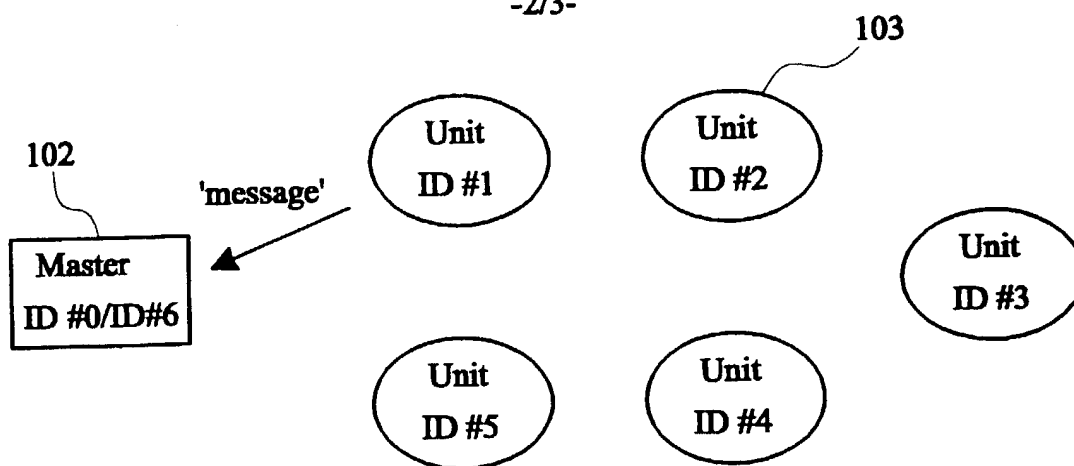 -2/3-
103
Unit
ID #1
Unit
ID #2
102
'message'
Master
ID #0/ID#6
Unit
ID #3
Unit
ID #5
Unit
ID #4